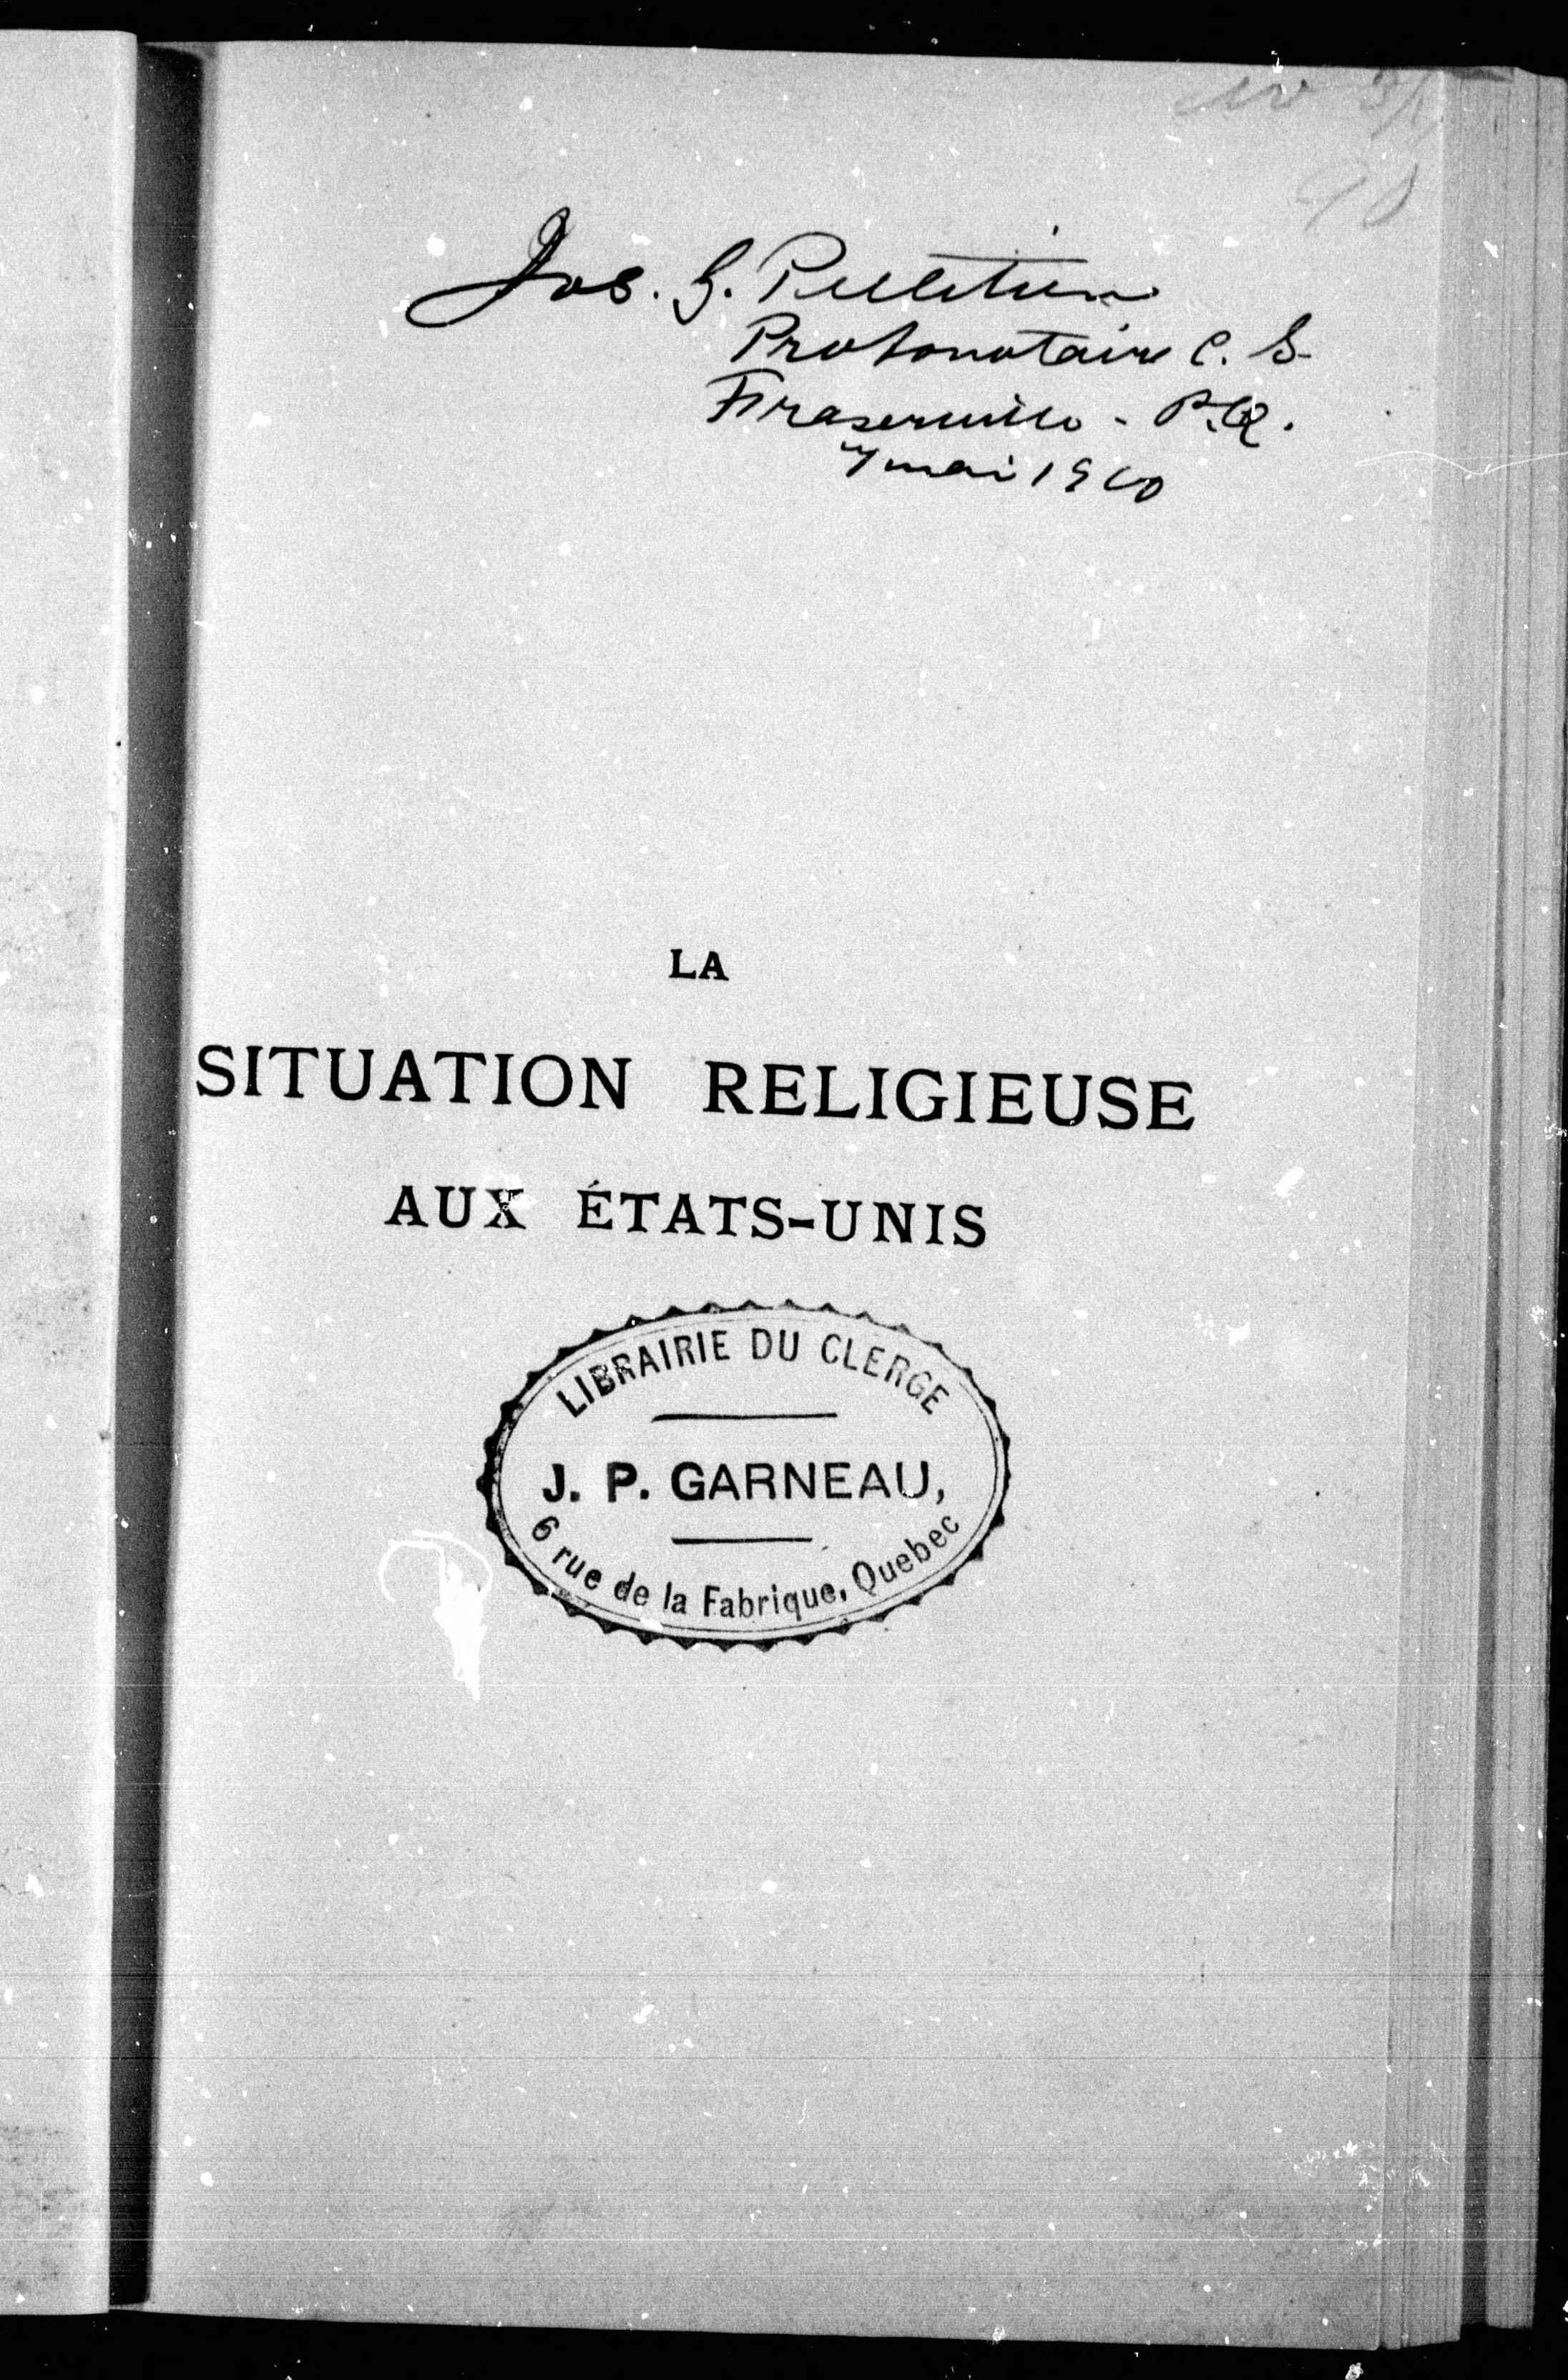 Jos. G. Pelletier
Protonotaire C. S.
Fraserville - P.Q.
7 mai 1910
LA
SITUATION RELIGIEUSE
AUX ÉTATS-UNIS
LIBRAIRIE DU CLERGE
J. P. GARNEAU,
6 rue de la Fabrique, Quebec